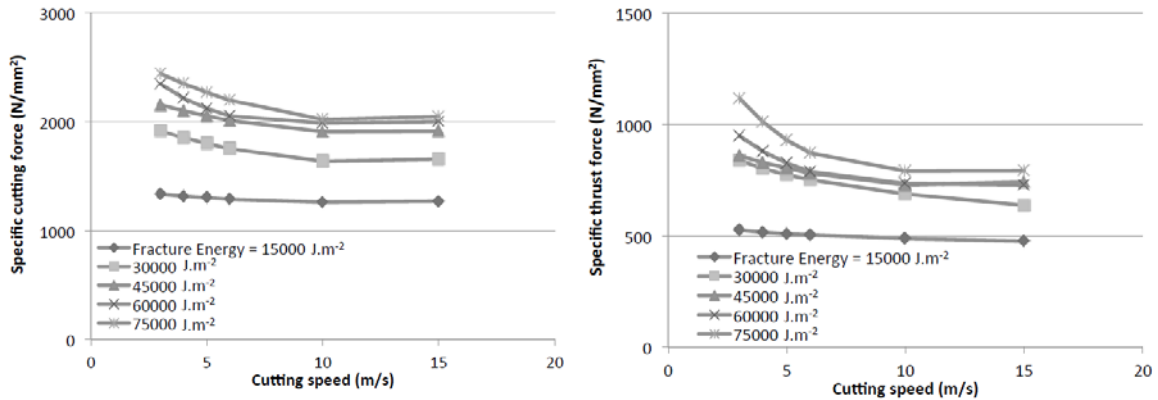 Specific cutting force (N/mm²)
3000
2000
1000
0
Fracture Energy = 15000 J.m⁻²
30000 J.m⁻²
45000 J.m⁻²
60000 J.m⁻²
75000 J.m⁻²
0 5 10 15 20
Cutting speed (m/s)
Specific thrust force (N/mm²)
1500
1000
500
0
Fracture Energy = 15000 J.m⁻²
30000 J.m⁻²
45000 J.m⁻²
60000 J.m⁻²
75000 J.m⁻²
0 5 10 15 20
Cutting speed (m/s)